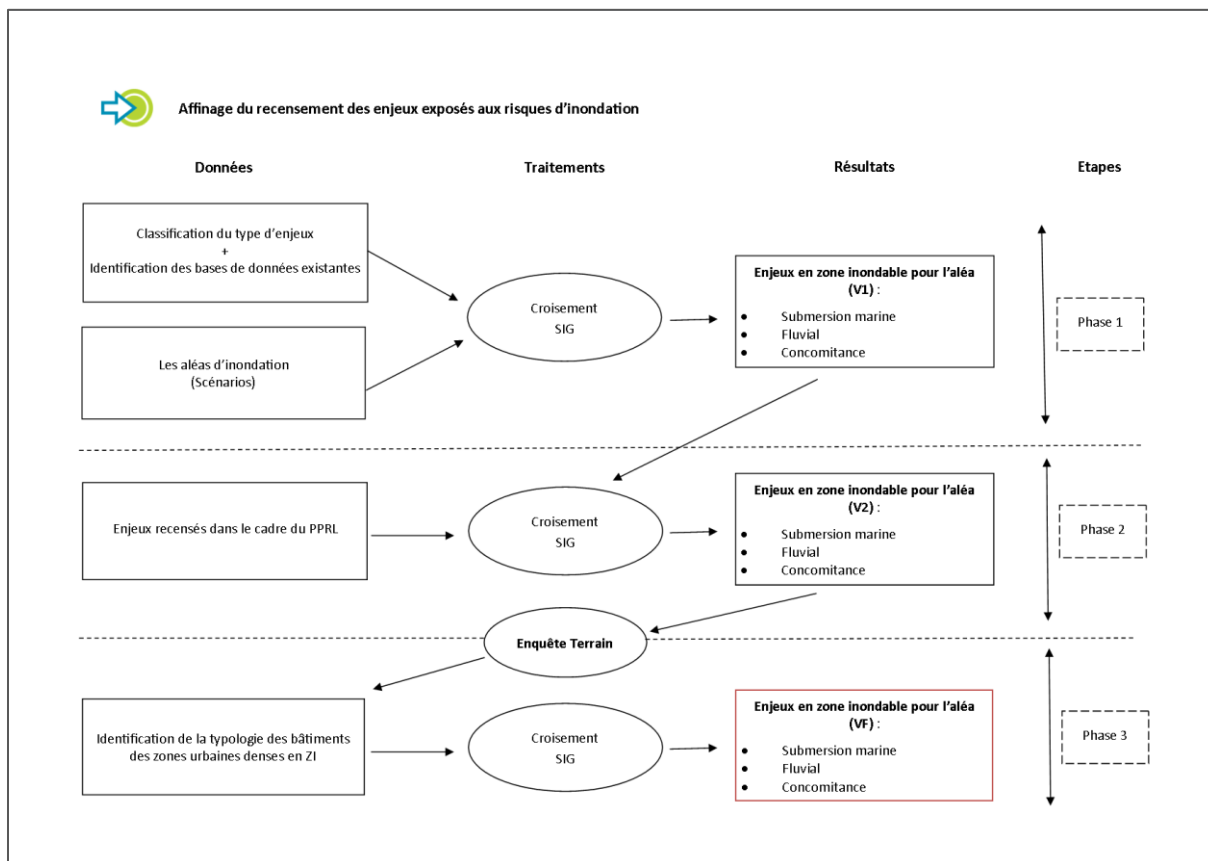 Affinage du recensement des enjeux exposés aux risques d'inondation
Données
Traitements
Résultats
Etapes
Classification du type d'enjeux
+
Identification des bases de données existantes
Les aléas d'inondation
(Scénarios)
Croisement
SIG
Enjeux en zone inondable pour l'aléa
(V1) :
• Submersion marine
• Fluvial
• Concomitance
Phase 1
Enjeux recensés dans le cadre du PPRL
Croisement
SIG
Enjeux en zone inondable pour l'aléa
(V2) :
• Submersion marine
• Fluvial
• Concomitance
Phase 2
Enquête Terrain
Identification de la typologie des bâtiments
des zones urbaines denses en ZI
Croisement
SIG
Enjeux en zone inondable pour l'aléa
(VF) :
• Submersion marine
• Fluvial
• Concomitance
Phase 3